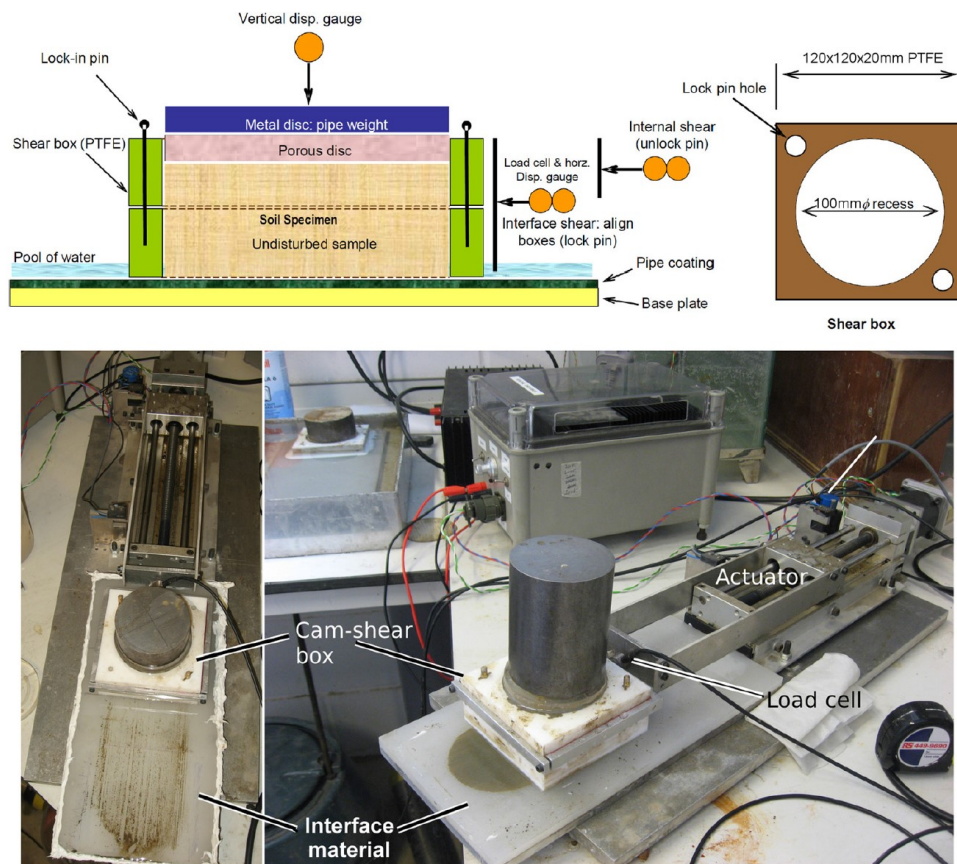 Vertical disp. gauge
Lock-in pin
Shear box (PTFE)
Metal disc: pipe weight
Porous disc
Soil Specimen
Undisturbed sample
Pool of water
Load cell & horz.
Disp. gauge
Internal shear
(unlock pin)
Interface shear: align
boxes (lock pin)
Pipe coating
Base plate
120x120x20mm PTFE
Lock pin hole
100mmϕ recess
Shear box
Cam-shear
box
Interface
material
Actuator
Load cell
RS 449-9890